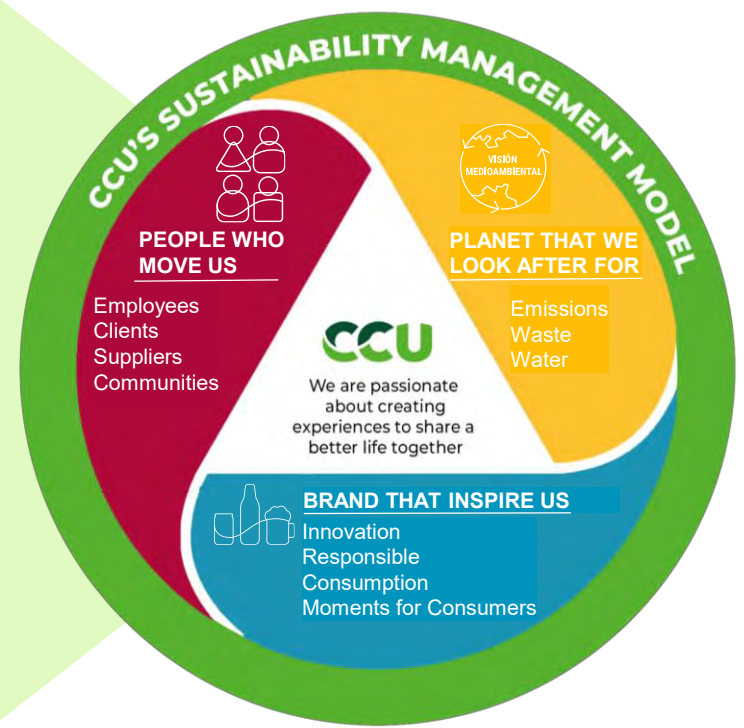 CCU'S SUSTAINABILITY MANAGEMENT MODEL
PEOPLE WHO
MOVE US
Employees
Clients
Suppliers
Communities
VISIÓN
MEDIOAMBIENTAL
PLANET THAT WE
LOOK AFTER FOR
Emissions
Waste
Water
CCU
We are passionate
about creating
experiences to share a
better life together
BRAND THAT INSPIRE US
Innovation
Responsible
Consumption
Moments for Consumers